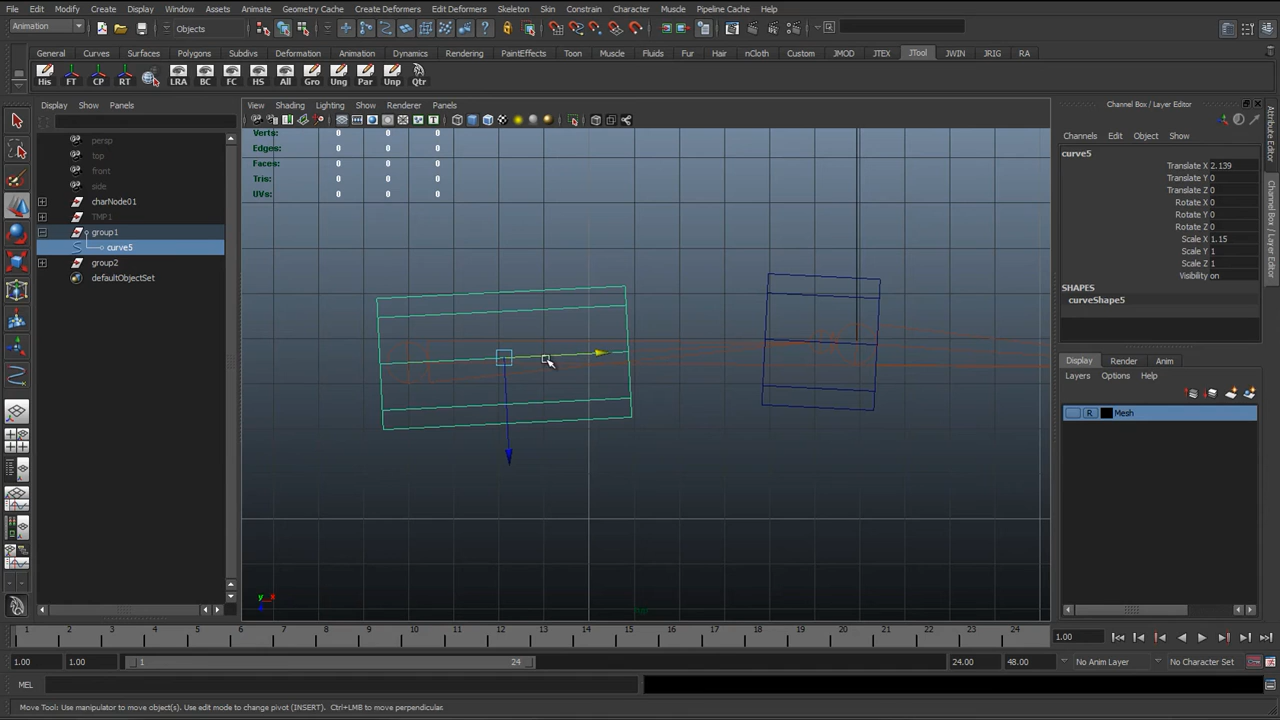 File Edit Modify Create Display Window Assets Animate Geometry Cache Create Deformers Edit Deformers Skeleton Skin Constrain Character Muscle Pipeline Cache Help
Animation Objects
General Curves Surfaces Polygons Subdivs Deformation Animation Dynamics Rendering PaintEffects Toon Muscle Fluids Fur Hair nCloth Custom JMOD JTEX JTool JWIN JRIG RA
His FT CP RT LRA BC FC HS All Gro Ung Par Unp Qtr
Display Show Panels
persp
top
front
side
charNode01
TMP1
group1
curve5
group2
defaultObjectSet
View Shading Lighting Show Renderer Panels
Verts: 0 0 0
Edges: 0 0 0
Faces: 0 0 0
Tris: 0 0 0
UVs: 0 0 0
y x
Channel Box / Layer Editor
Channels Edit Object Show
curve5
Translate X 2.139
Translate Y 0
Translate Z 0
Rotate X 0
Rotate Y 0
Rotate Z 0
Scale X 1.15
Scale Y 1
Scale Z 1
Visibility on
SHAPES
curveShape5
Display Render Anim
Layers Options Help
R Mesh
Attribute Editor
Channel Box / Layer Editor
1 2 3 4 5 6 7 8 9 10 11 12 13 14 15 16 17 18 19 20 21 22 23 24 1.00
1.00 1.00 1 24 24.00 48.00 No Anim Layer No Character Set
MEL
Move Tool: Use manipulator to move object(s). Use edit mode to change pivot (INSERT). Ctrl+LMB to move perpendicular.